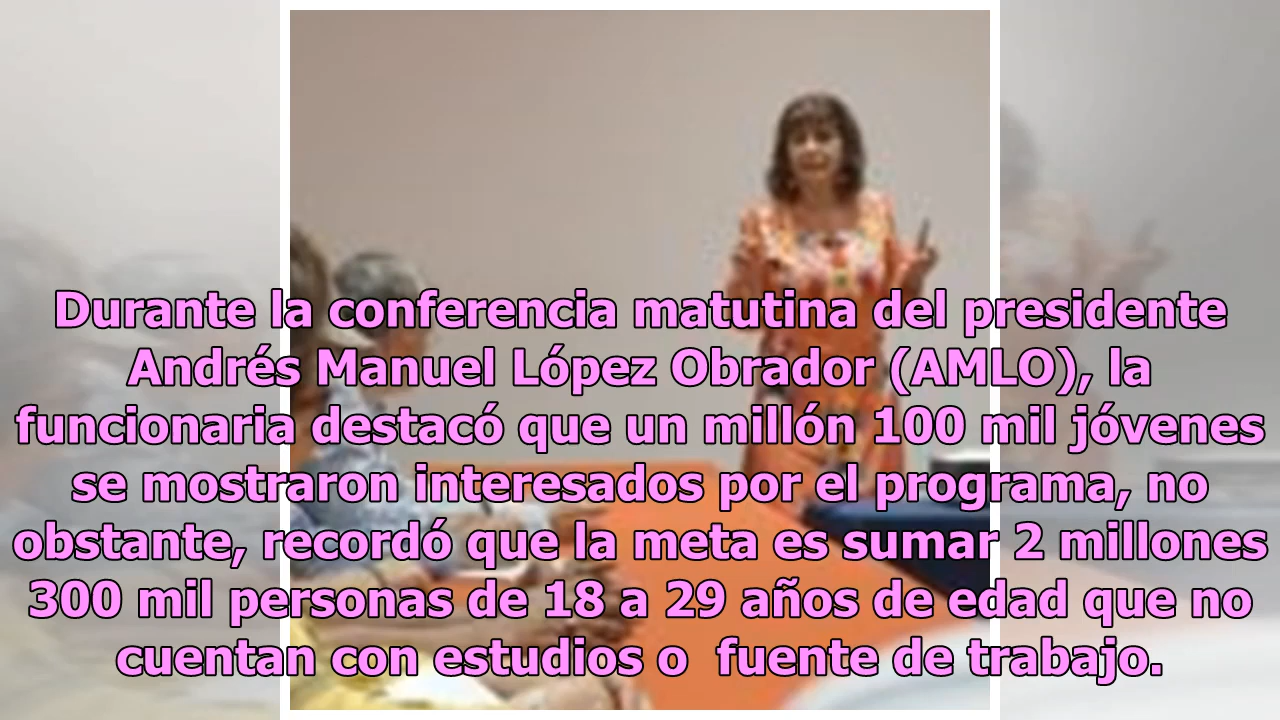 Durante la conferencia matutina del presidente
Andrés Manuel López Obrador (AMLO), la
funcionaria destacó que un millón 100 mil jóvenes
se mostraron interesados por el programa, no
obstante, recordó que la meta es sumar 2 millones
300 mil personas de 18 a 29 años de edad que no
cuentan con estudios o  fuente de trabajo.